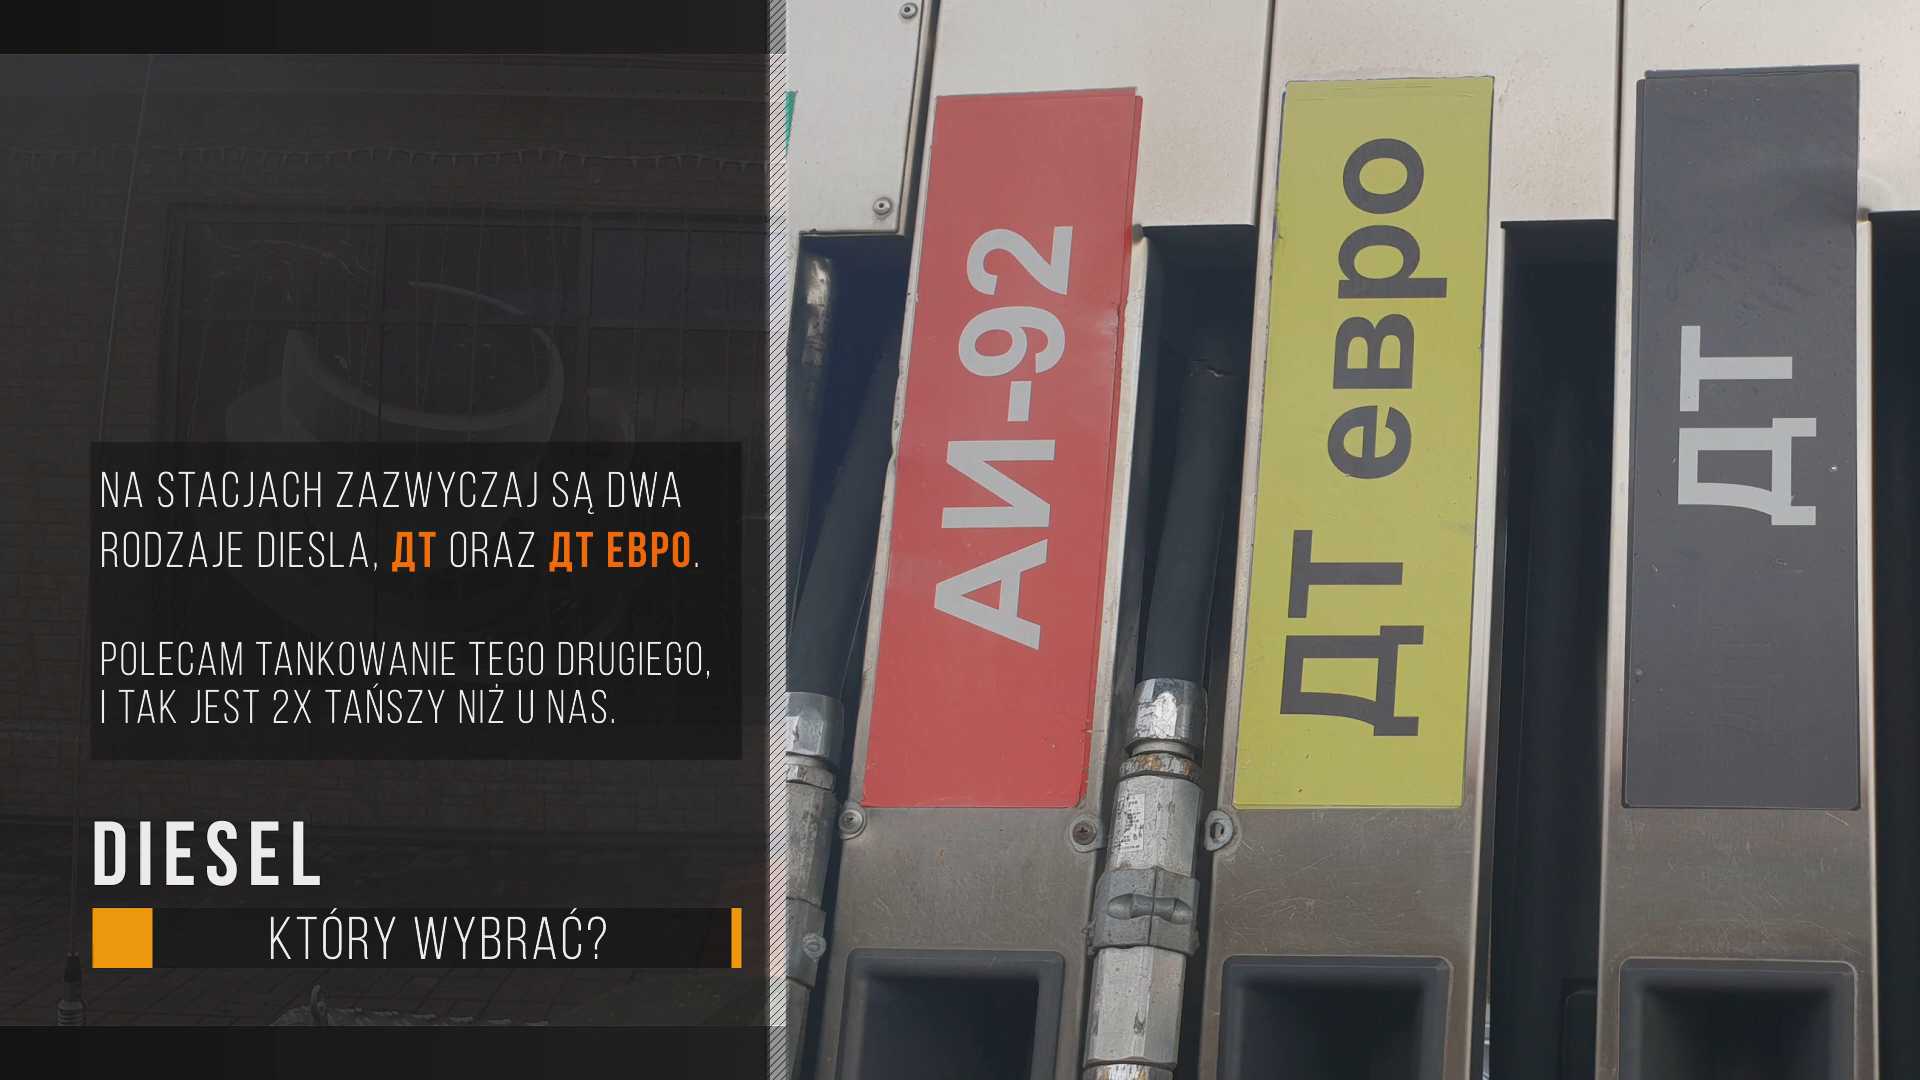 NA STACJACH ZAZWYCZAJ SĄ DWA
RODZAJE DIESLA, ДТ ORAZ ДТ ЕВРО.
POLECAM TANKOWANIE TEGO DRUGIEGO,
I TAK JEST 2X TAŃSZY NIŻ U NAS.
DIESEL
KTÓRY WYBRAĆ?
АИ-92
ДТ евро
ДТ